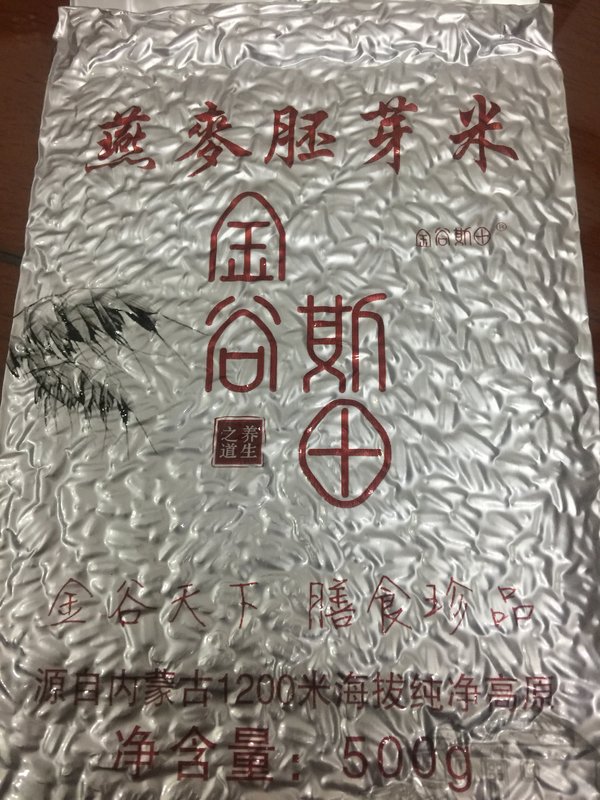 燕麥胚芽米
金谷斯田®
金谷
斯田
养生
之道
金谷天下 膳食珍品
源自内蒙古1200米海拔纯净高原
净含量：500g